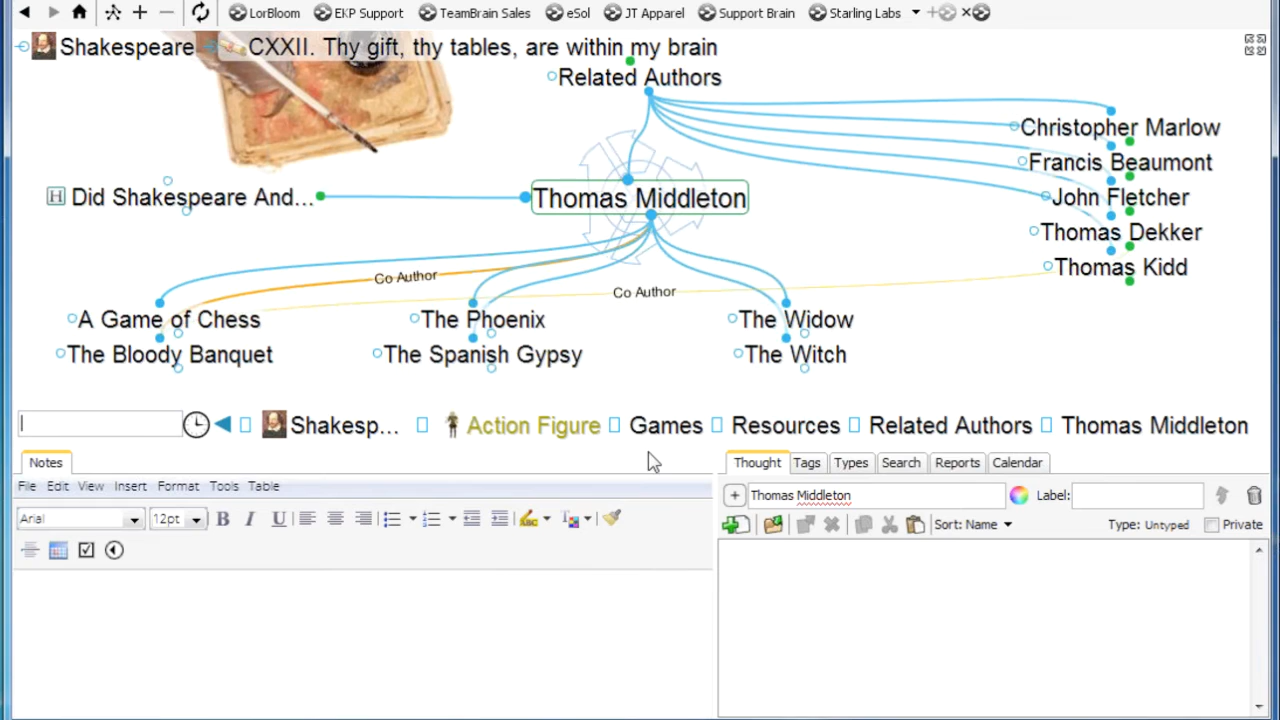 LorBloom EKP Support TeamBrain Sales eSol JT Apparel Support Brain Starling Labs
Shakespeare CXXII. Thy gift, thy tables, are within my brain
Related Authors
Christopher Marlow
Francis Beaumont
H Did Shakespeare And... Thomas Middleton John Fletcher
Thomas Dekker
Thomas Kidd
Co Author
Co Author
A Game of Chess The Phoenix The Widow
The Bloody Banquet The Spanish Gypsy The Witch
Shakesp... Action Figure Games Resources Related Authors Thomas Middleton
Notes
File Edit View Insert Format Tools Table
Arial 12pt B I U
Thought Tags Types Search Reports Calendar
Thomas Middleton Label:
Sort: Name Type: Untyped Private